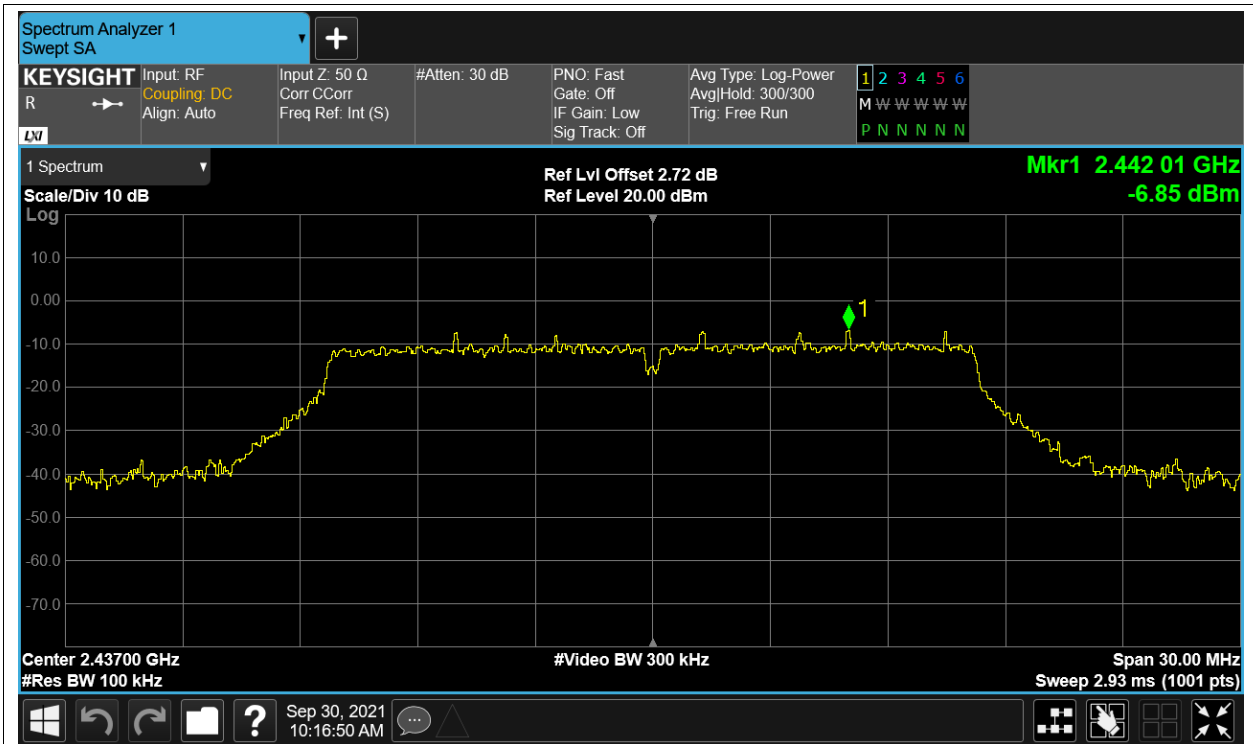 Spectrum Analyzer 1
Swept SA
KEYSIGHT
R
LXI
Input: RF
Coupling: DC
Align: Auto
Input Z: 50 Ω
Corr CCorr
Freq Ref: Int (S)
#Atten: 30 dB
PNO: Fast
Gate: Off
IF Gain: Low
Sig Track: Off
Avg Type: Log-Power
Avg|Hold: 300/300
Trig: Free Run
1 2 3 4 5 6
M W W W W W
P N N N N N
1 Spectrum
Scale/Div 10 dB
Log
Ref Lvl Offset 2.72 dB
Ref Level 20.00 dBm
Mkr1 2.442 01 GHz
-6.85 dBm
10.0
0.00
-10.0
-20.0
-30.0
-40.0
-50.0
-60.0
-70.0
1
Center 2.43700 GHz
#Res BW 100 kHz
#Video BW 300 kHz
Span 30.00 MHz
Sweep 2.93 ms (1001 pts)
?
Sep 30, 2021
10:16:50 AM